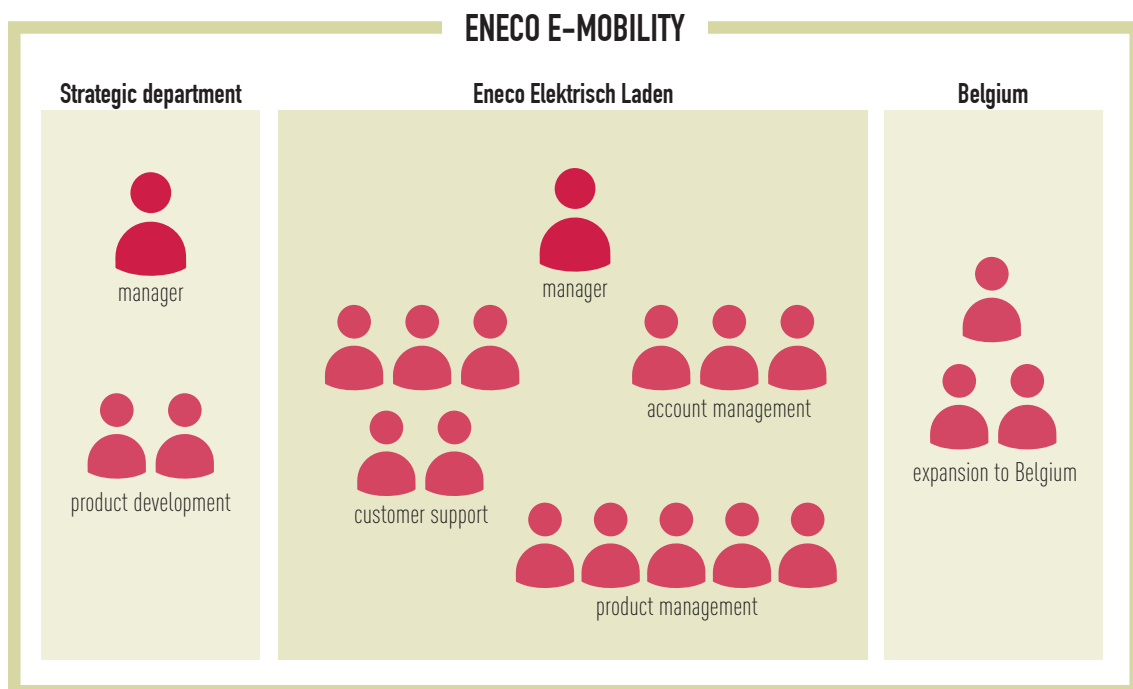 ENECO E-MOBILITY
Strategic department
Eneco Elektrisch Laden
Belgium
manager
manager
account management
expansion to Belgium
product development
customer support
product management